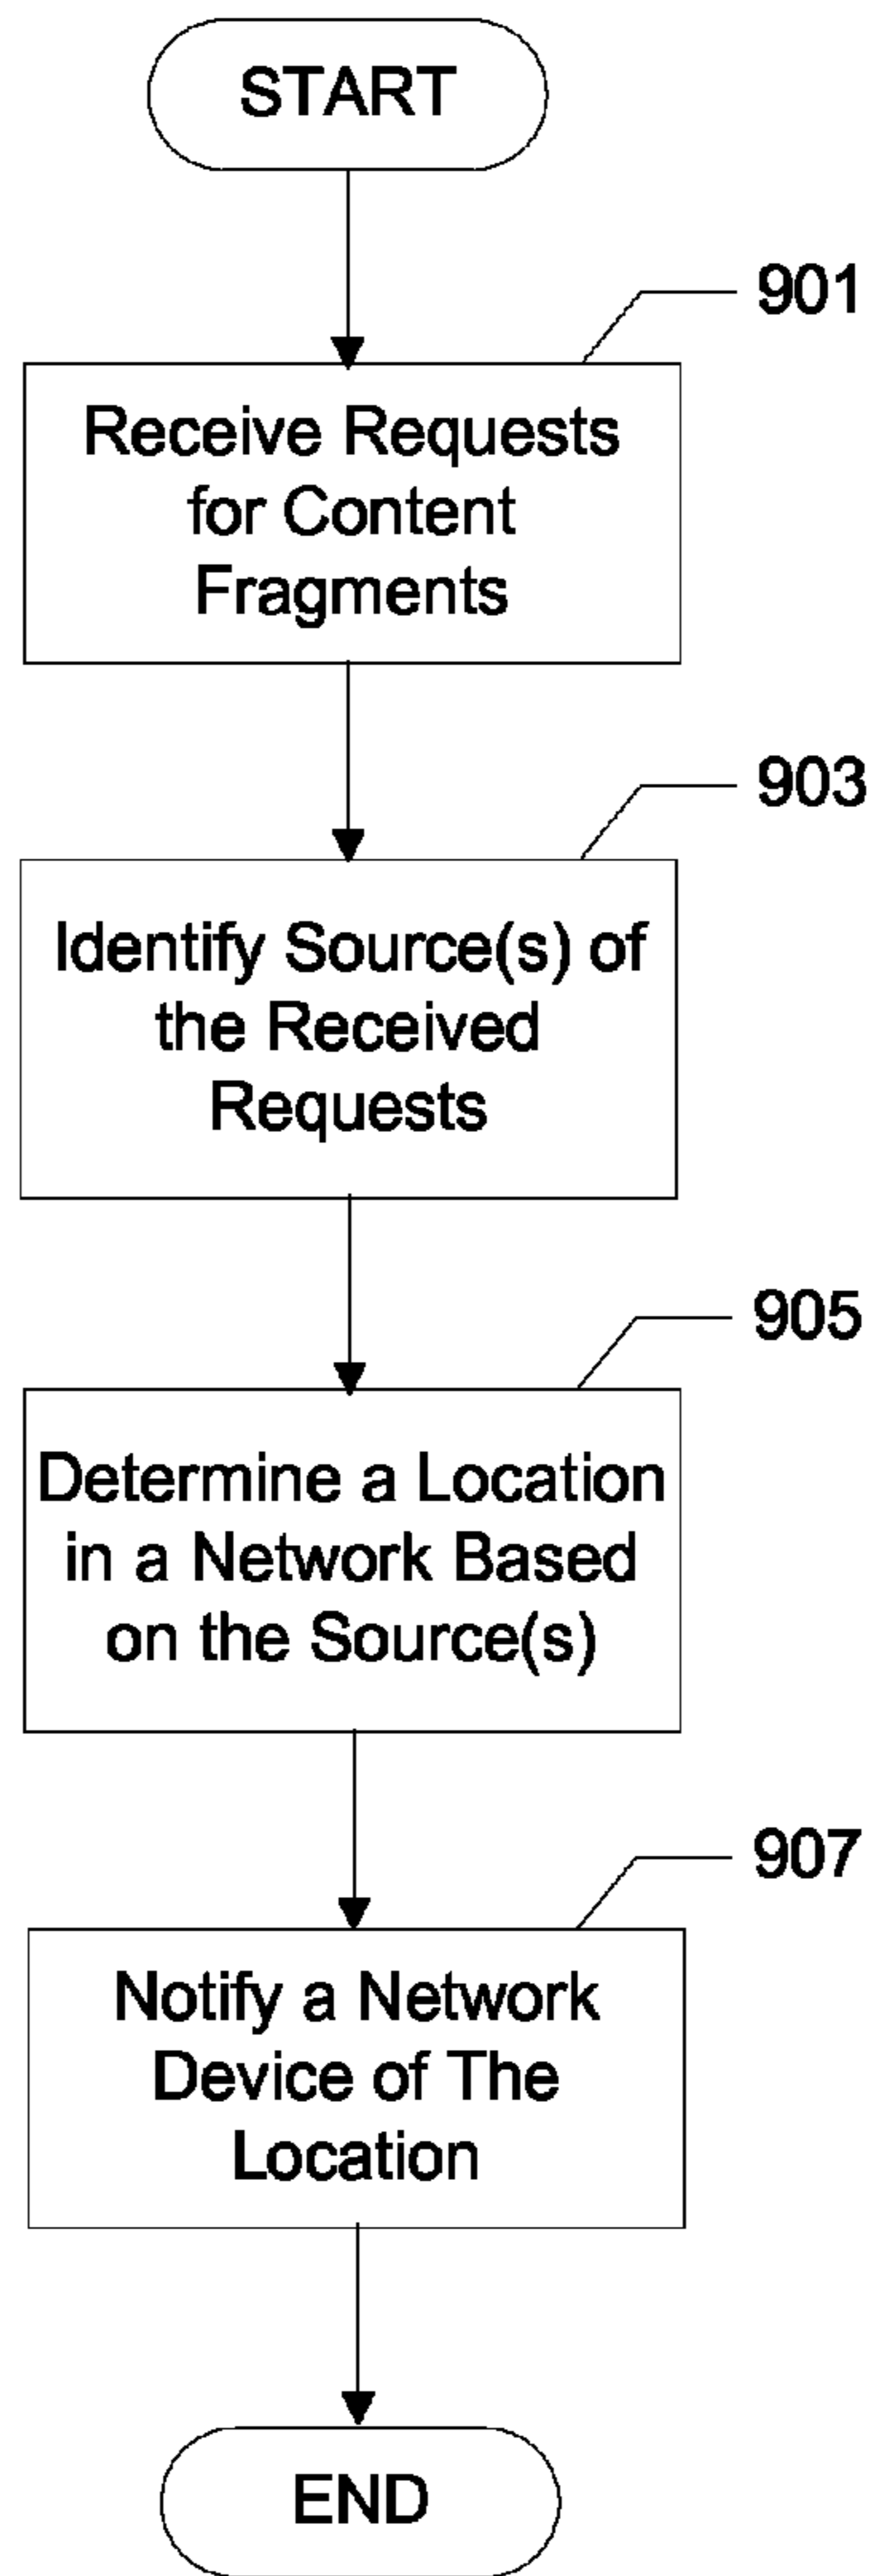 START
901
Receive Requests
for Content
Fragments
903
Identify Source(s) of
the Received
Requests
905
Determine a Location
in a Network Based
on the Source(s)
907
Notify a Network
Device of The
Location
END